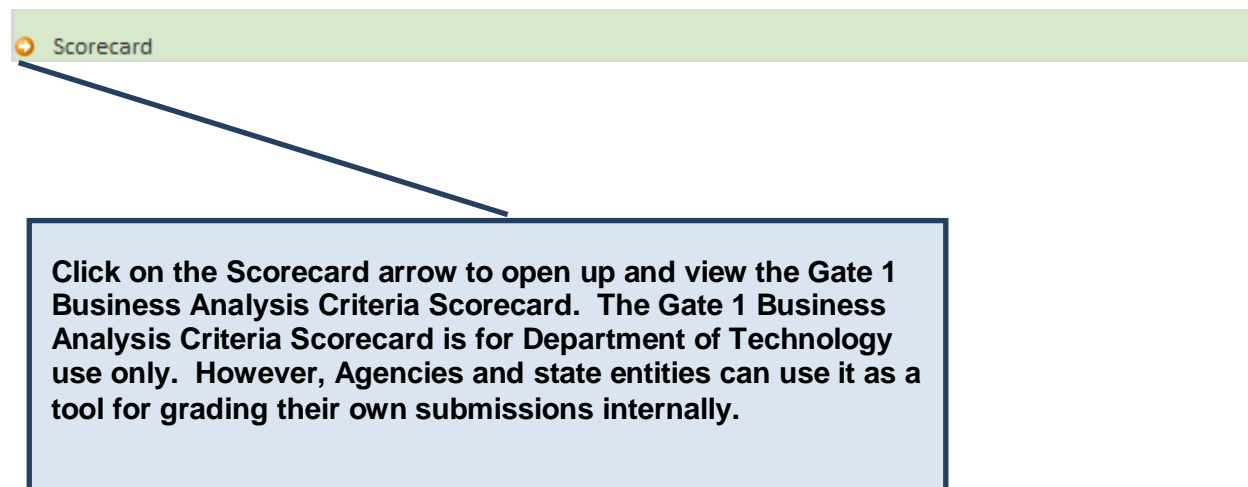 Scorecard
Click on the Scorecard arrow to open up and view the Gate 1
Business Analysis Criteria Scorecard.  The Gate 1 Business
Analysis Criteria Scorecard is for Department of Technology
use only.  However, Agencies and state entities can use it as a
tool for grading their own submissions internally.